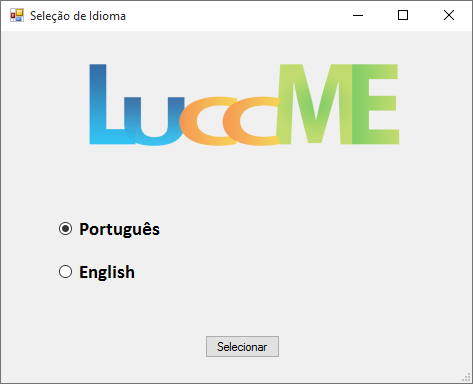 Seleção de Idioma
LuccME
Português
English
Selecionar